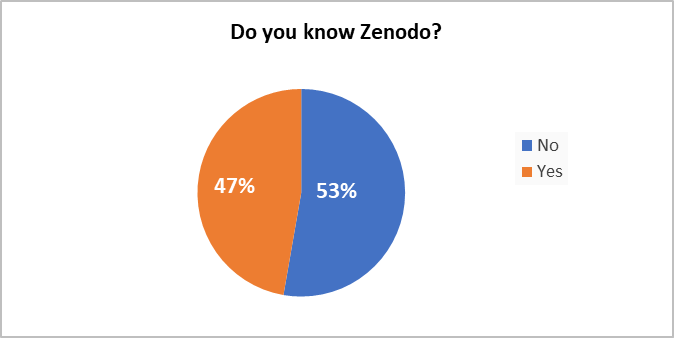 Do you know Zenodo?
47%
53%
No
Yes